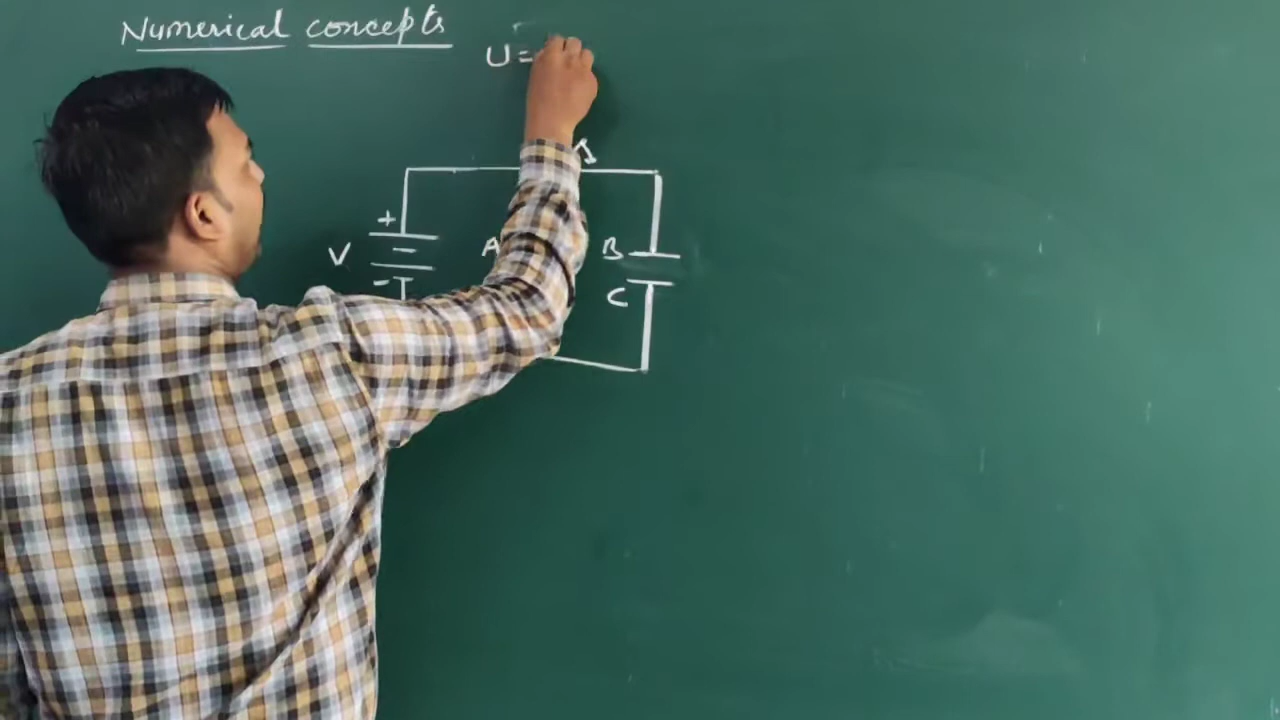 Numerical concepts
U =
+
V
-
A
B
C